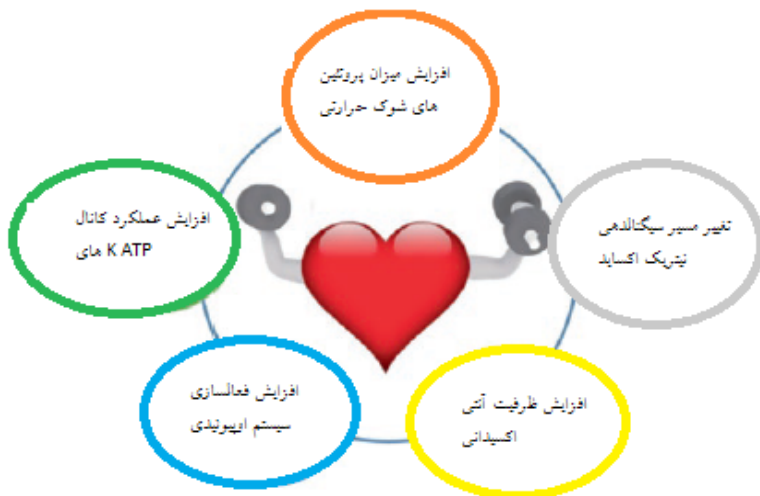 افزایش میزان پروتئین
های شوک حرارتی
تغییر مسیر سیگنالدهی
نیتریک اکساید
افزایش ظرفیت آنتی
اکسیدانی
افزایش فعالسازی
سیستم اوپیوئیدی
افزایش عملکرد کانال
های K ATP